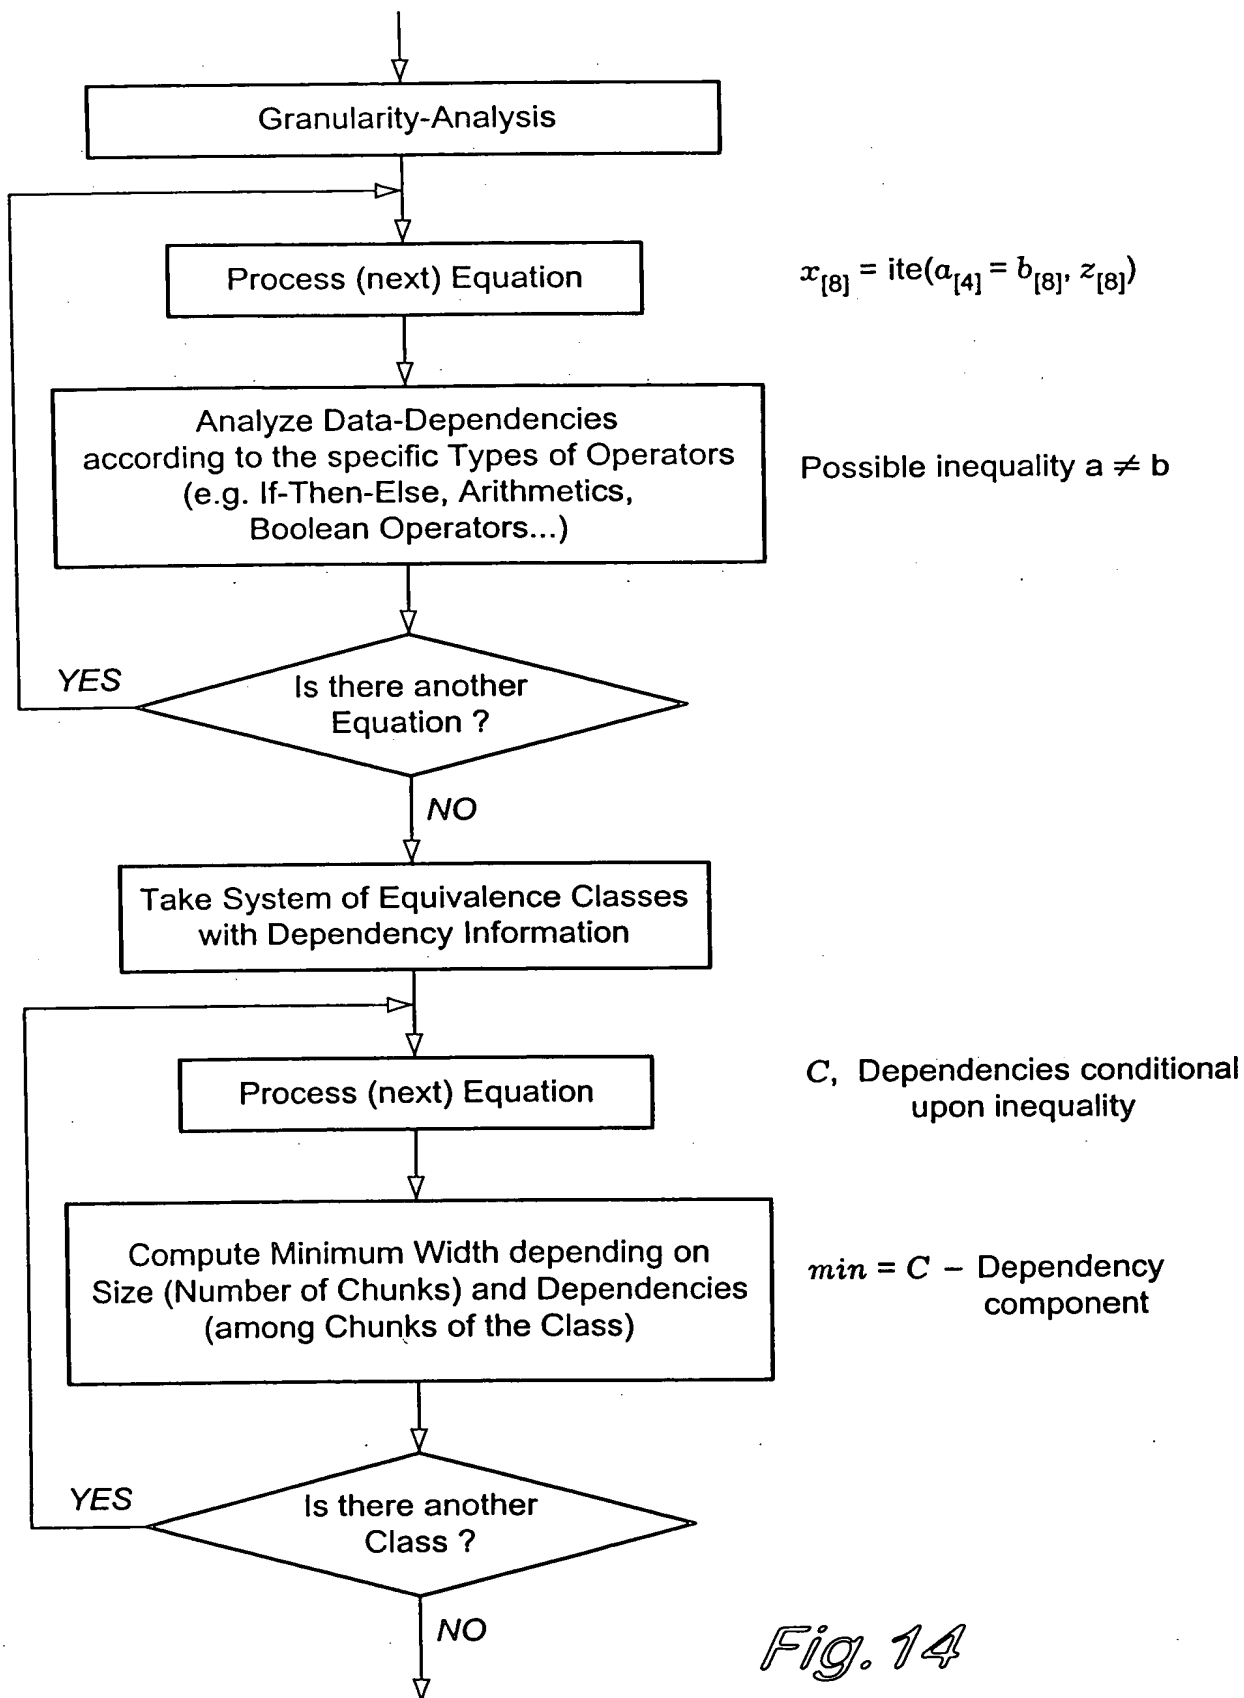 Granularity-Analysis
Process (next) Equation
x[8] = ite(a[4] = b[8], z[8])
Analyze Data-Dependencies
according to the specific Types of Operators
(e.g. If-Then-Else, Arithmetics,
Boolean Operators...)
Possible inequality a ≠ b
YES
Is there another
Equation ?
NO
Take System of Equivalence Classes
with Dependency Information
Process (next) Equation
C, Dependencies conditional
upon inequality
Compute Minimum Width depending on
Size (Number of Chunks) and Dependencies
(among Chunks of the Class)
min = C – Dependency
component
YES
Is there another
Class ?
NO
Fig. 14